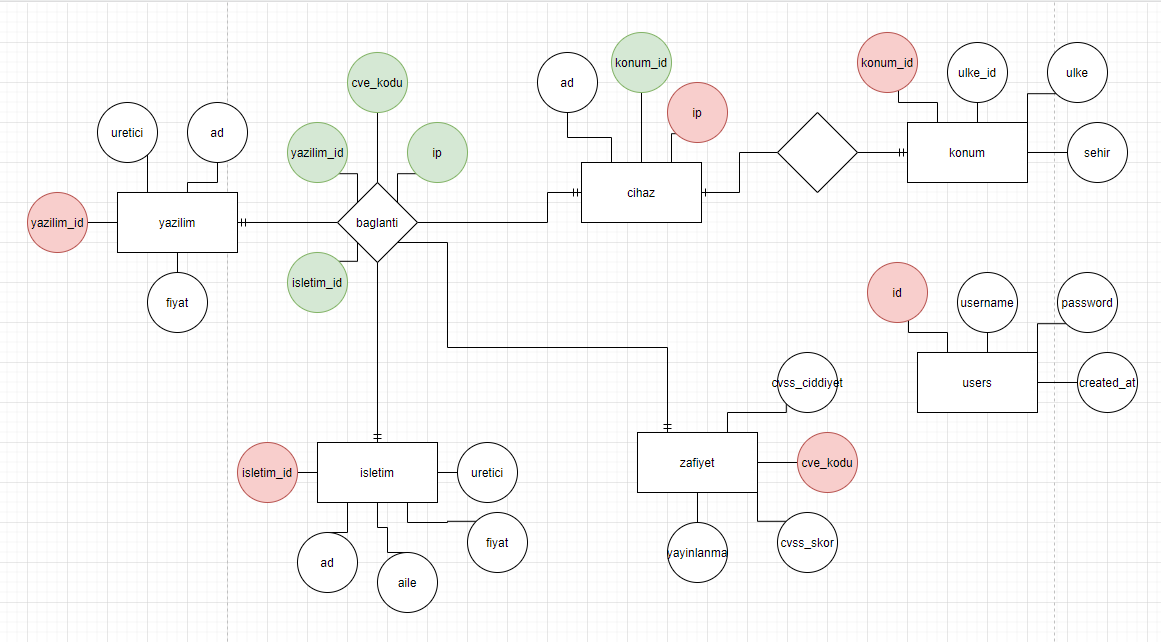 cve_kodu
uretici
ad
yazilim_id
ip
yazilim_id
yazilim
baglanti
fiyat
isletim_id
ad
konum_id
ip
cihaz
konum_id
ulke_id
ulke
konum
sehir
id
username
password
users
created_at
isletim_id
isletim
uretici
ad
aile
fiyat
cvss_ciddiyet
zafiyet
cve_kodu
yayinlanma
cvss_skor